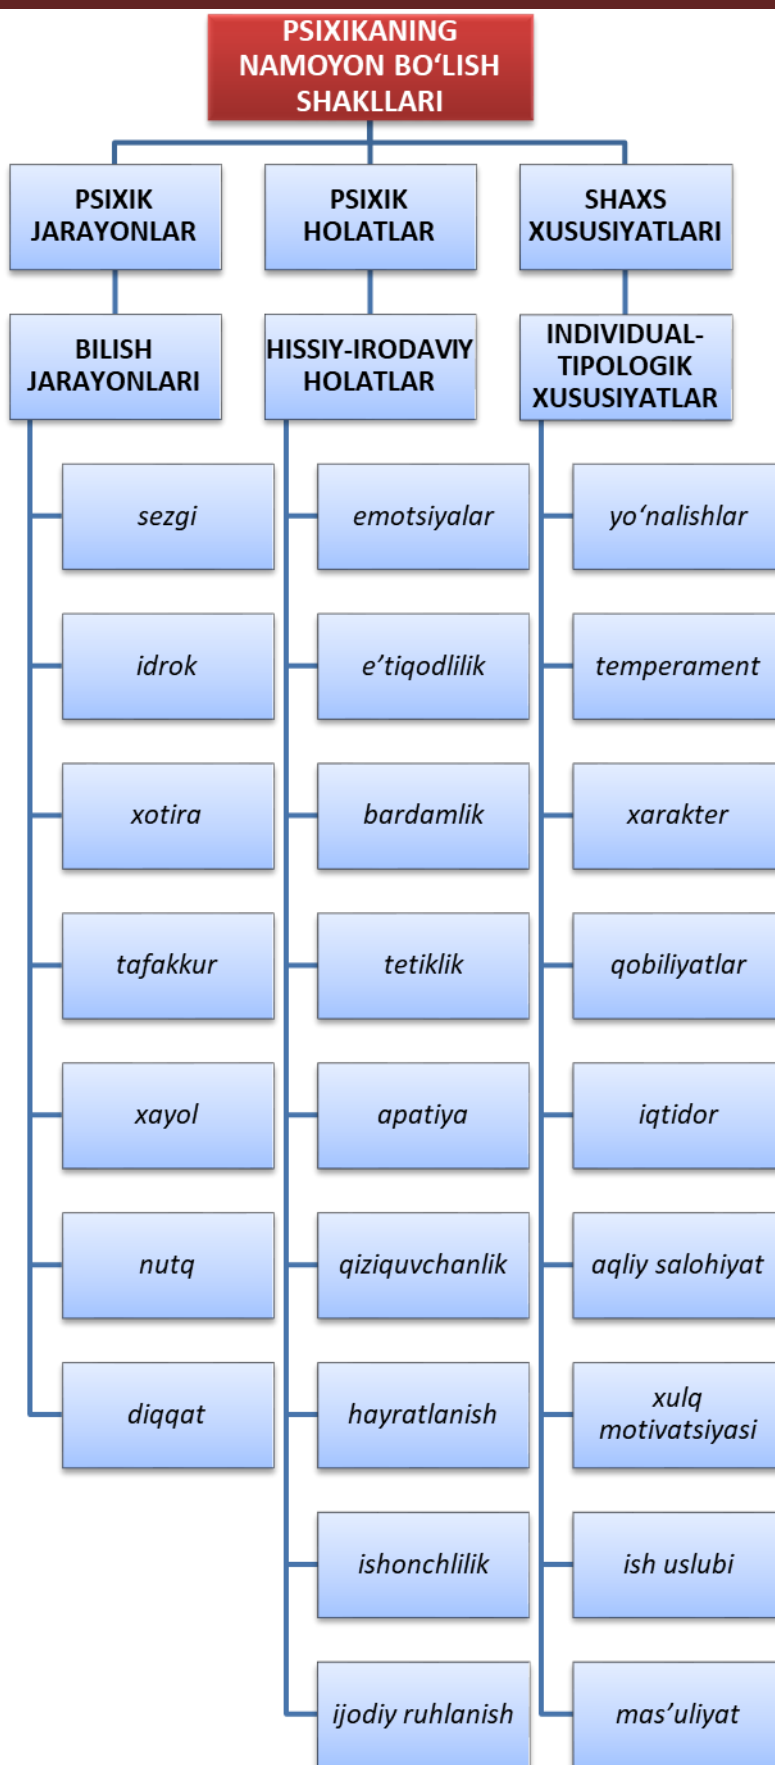 PSIXIKANING
NAMOYON BO‘LISH
SHAKLLARI
PSIXIK
JARAYONLAR
BILISH
JARAYONLARI
sezgi
idrok
xotira
tafakkur
xayol
nutq
diqqat
PSIXIK
HOLATLAR
HISSIY-IRODAVIY
HOLATLAR
emotsiyalar
e’tiqodlilik
bardamlik
tetiklik
apatiya
qiziquvchanlik
hayratlanish
ishonchlilik
ijodiy ruhlanish
SHAXS
XUSUSIYATLARI
INDIVIDUAL-
TIPOLOGIK
XUSUSIYATLAR
yo‘nalishlar
temperament
xarakter
qobiliyatlar
iqtidor
aqliy salohiyat
xulq
motivatsiyasi
ish uslubi
mas’uliyat